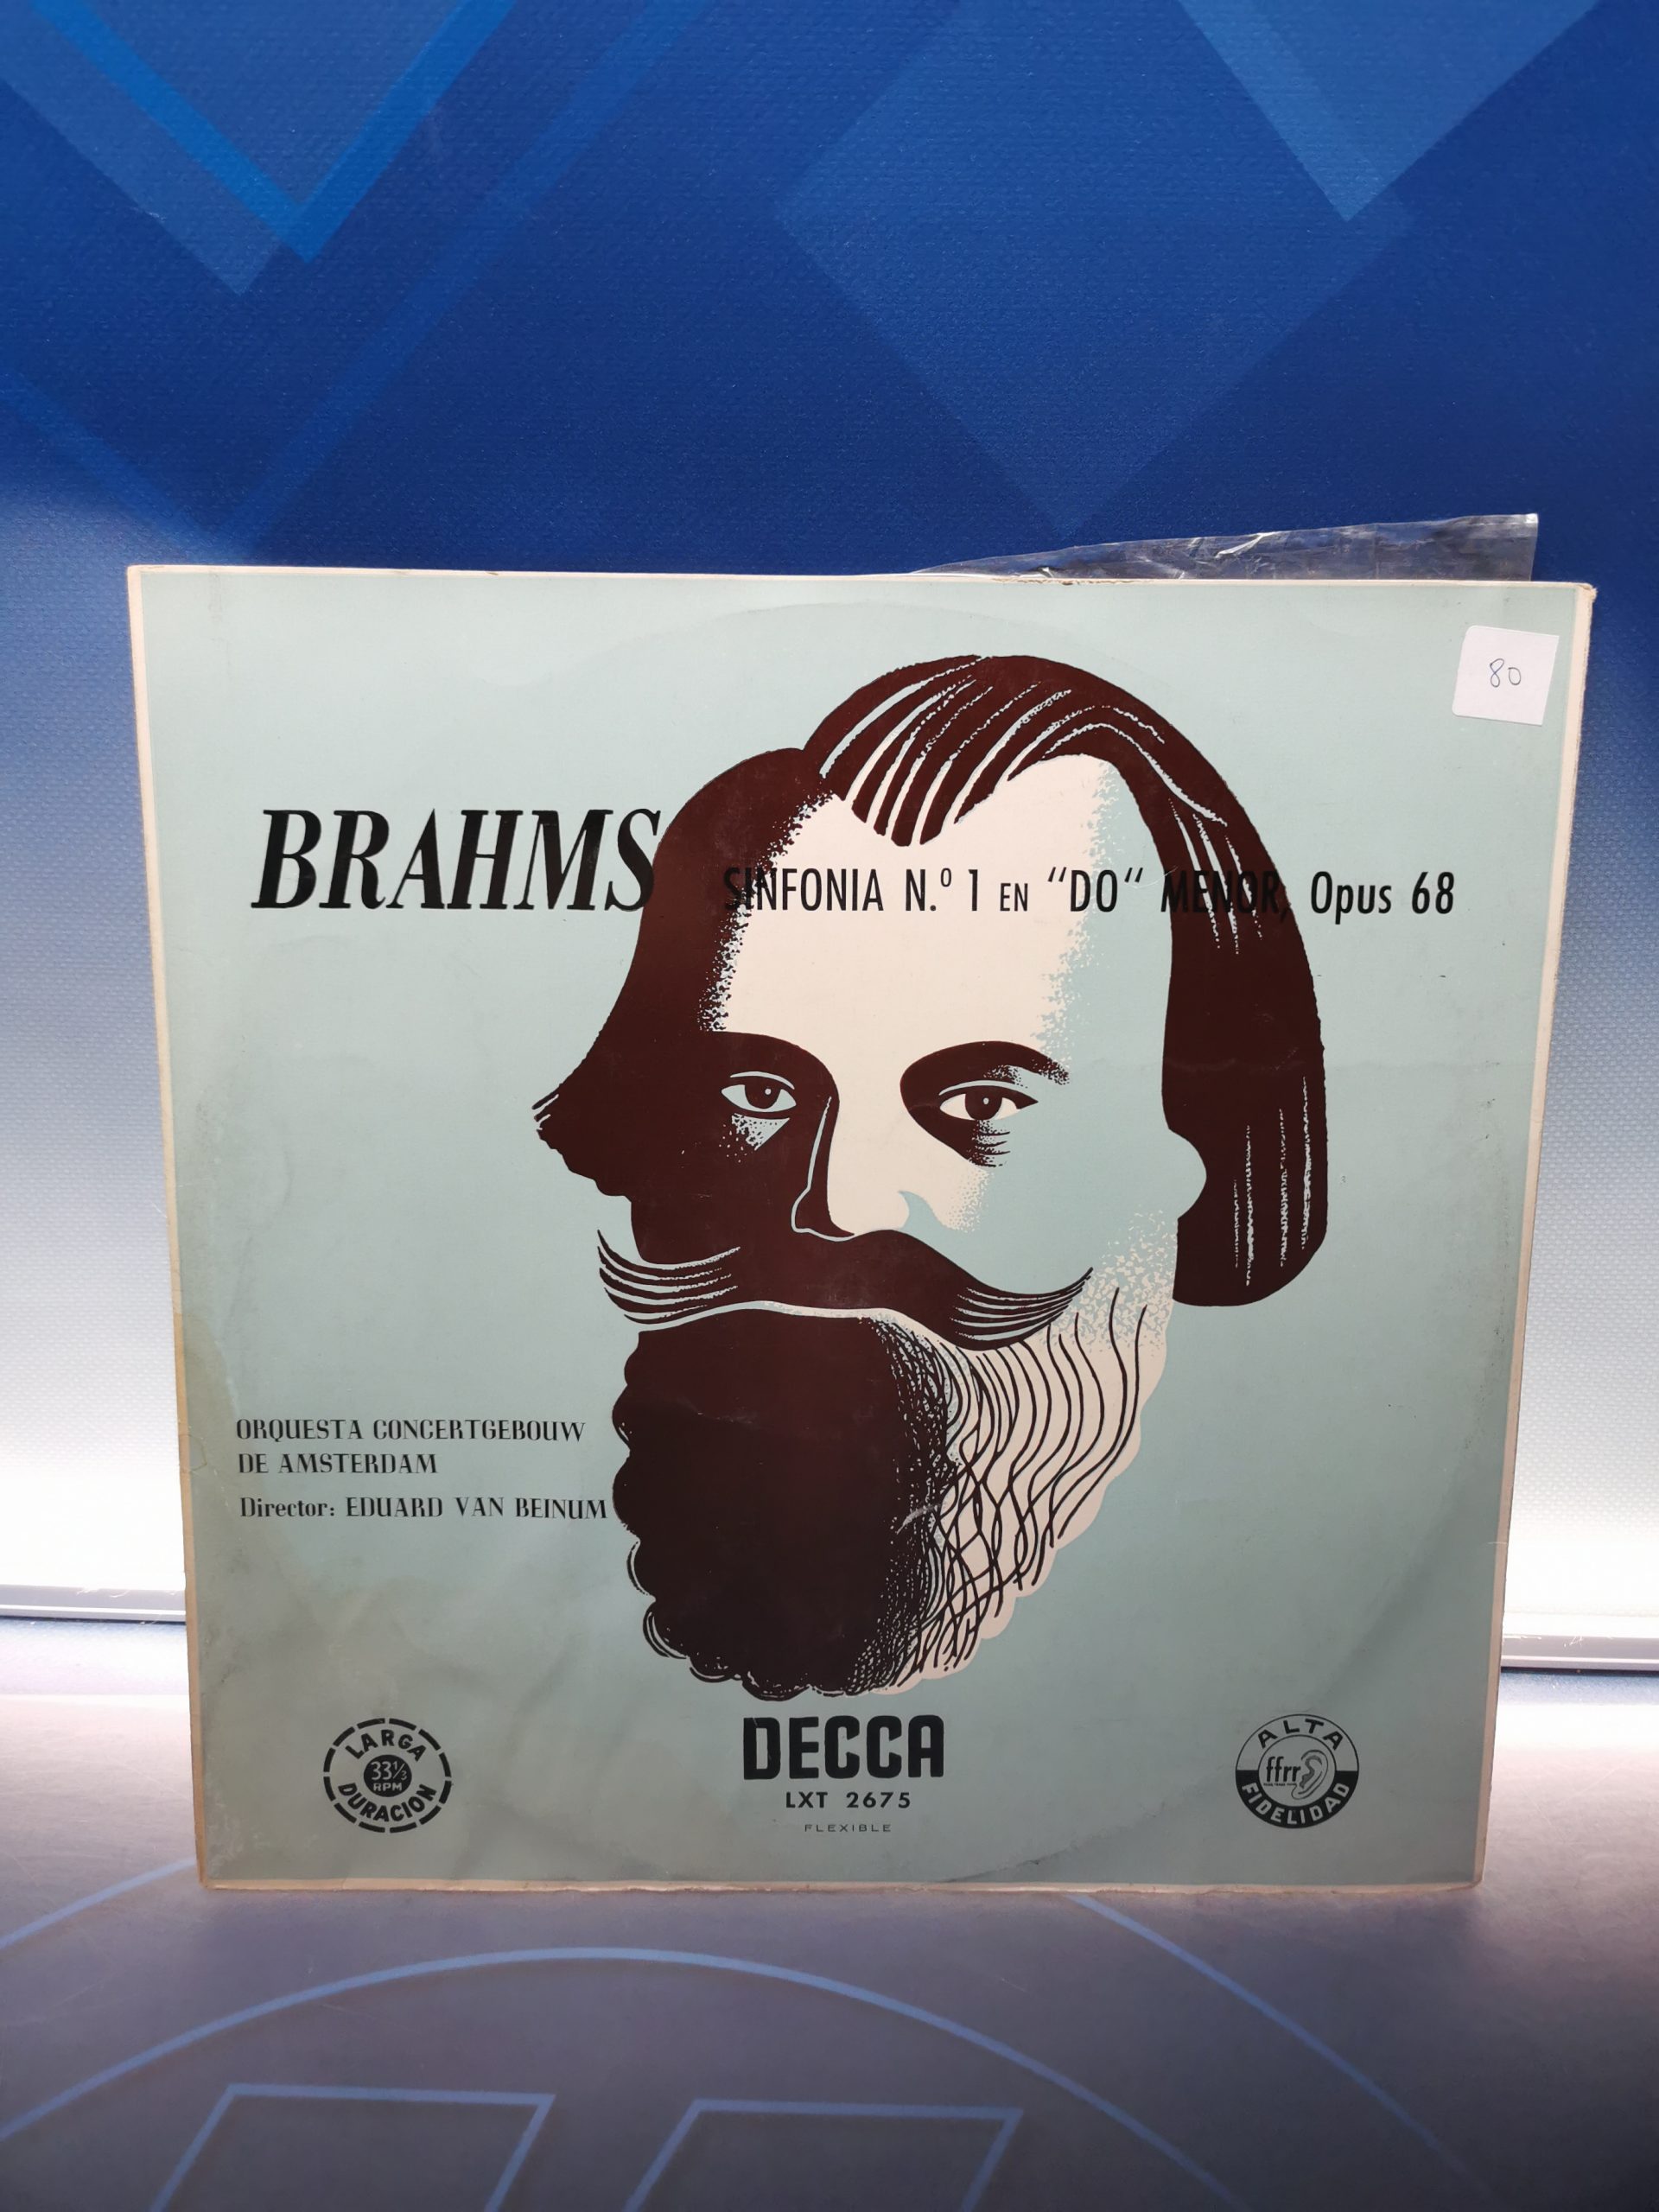 80
BRAHMS SINFONIA N.º 1 EN “DO“ MENOR, Opus 68
ORQUESTA CONCERTGEBOUW
DE AMSTERDAM
Director: EDUARD VAN BEINUM
LARGA
33⅓
RPM
DURACION
DECCA
LXT 2675
FLEXIBLE
ALTA
ffrr
FIDELIDAD